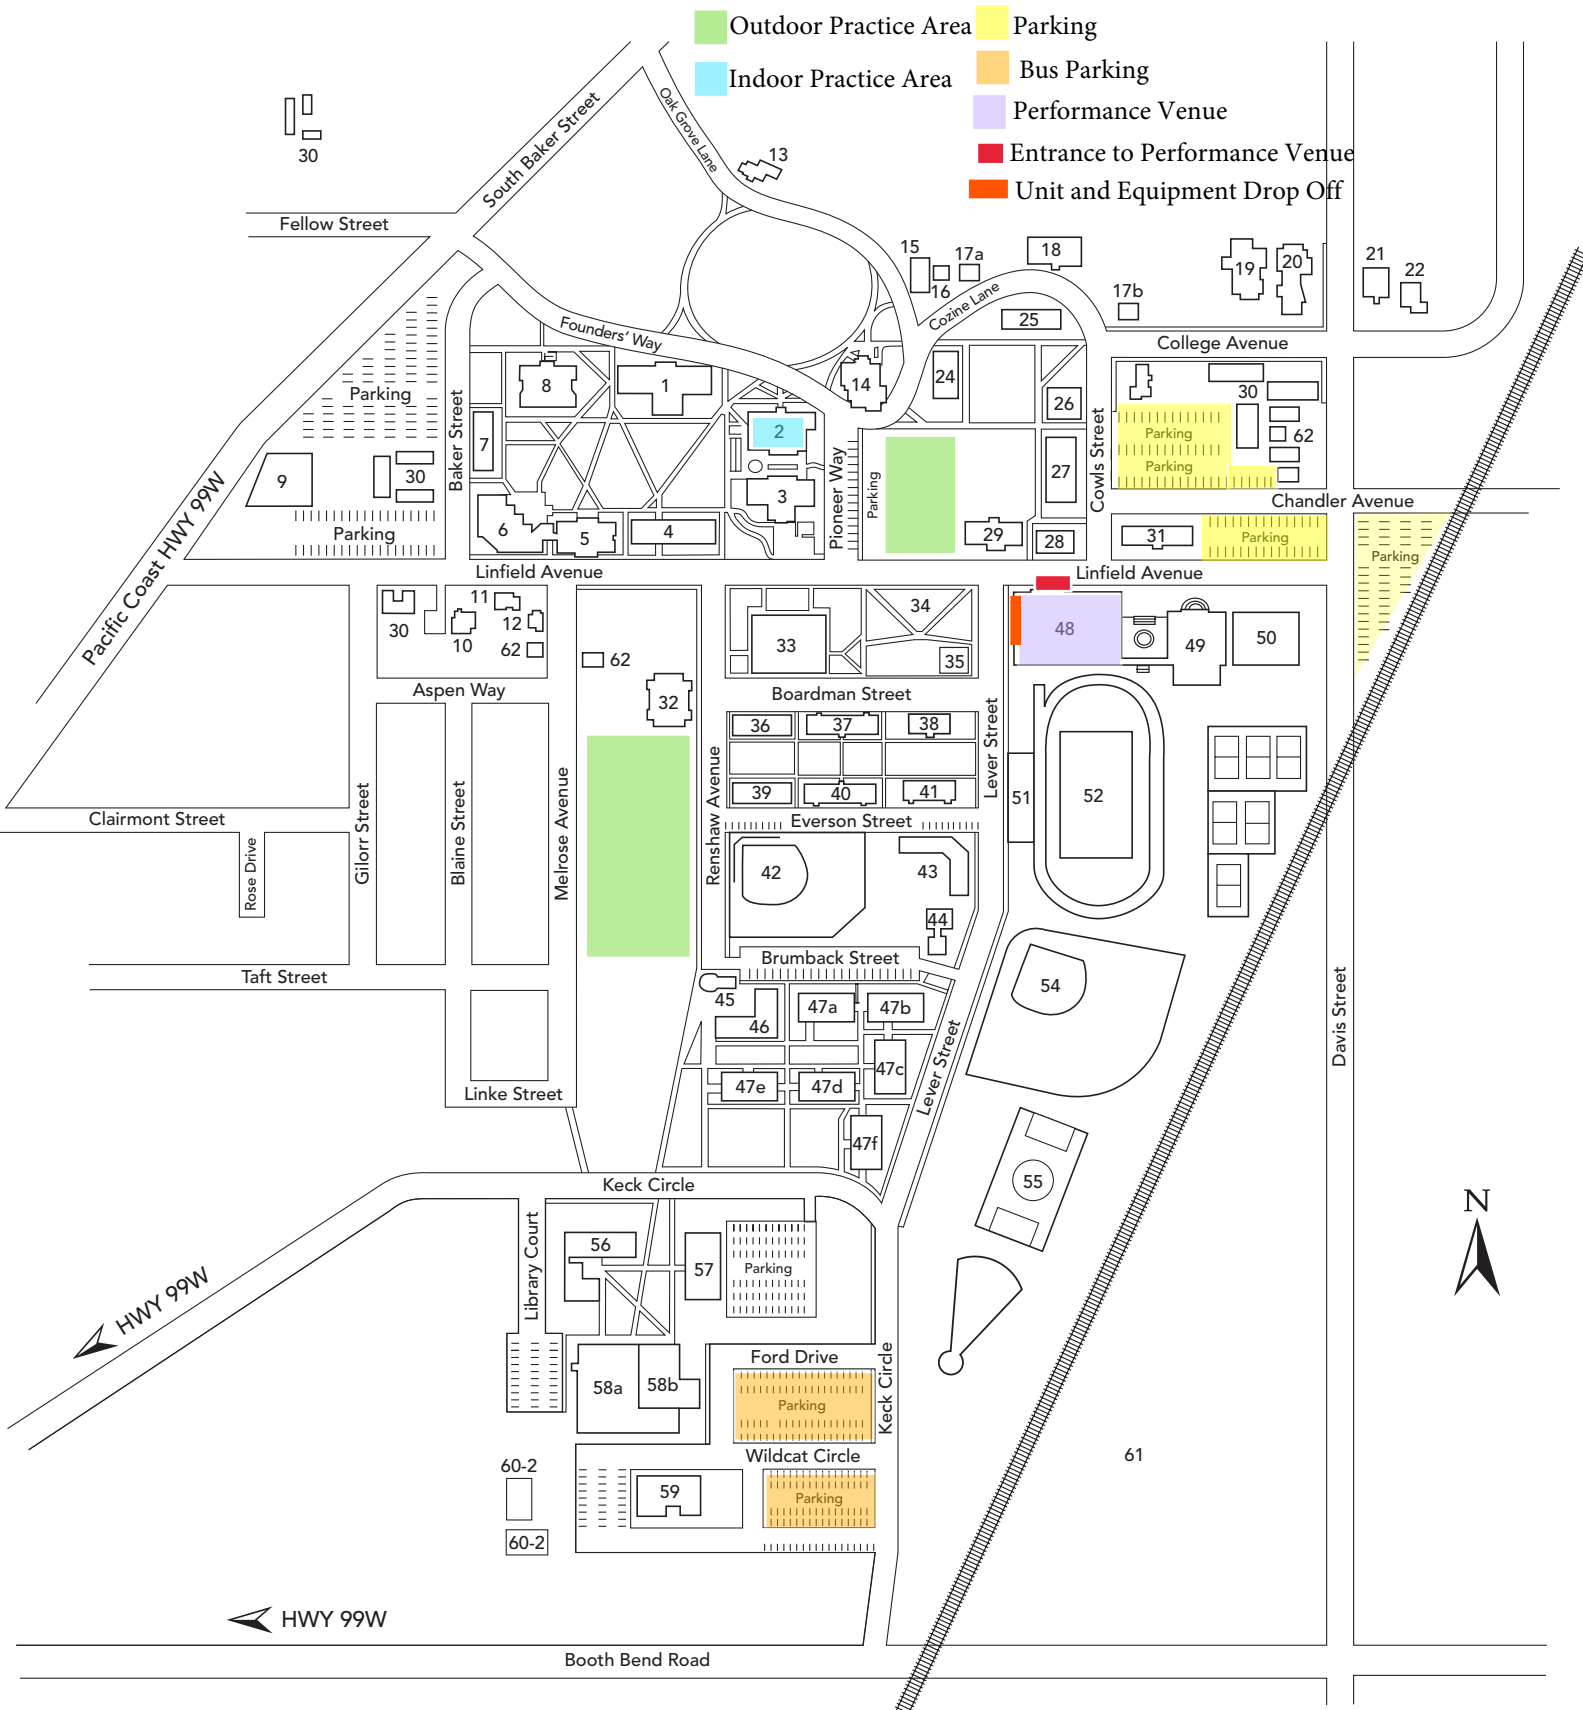 Outdoor Practice Area
Parking
Indoor Practice Area
Bus Parking
Performance Venue
Entrance to Performance Venue
Unit and Equipment Drop Off
30
South Baker Street
Oak Grove Lane
13
Fellow Street
15
16
17a
18
17b
19
20
21
22
Cozine Lane
25
College Avenue
Founders' Way
8
1
14
24
26
30
62
Parking
Baker Street
7
2
Pioneer Way
Parking
27
Cowls Street
Parking
Parking
9
30
Parking
6
5
4
3
29
28
31
Chandler Avenue
Parking
Parking
Pacific Coast HWY 99W
Linfield Avenue
Linfield Avenue
30
11
10
12
62
62
33
34
35
48
49
50
Aspen Way
32
Boardman Street
36
37
38
39
40
41
Lever Street
51
52
Clairmont Street
Rose Drive
Gilorr Street
Blaine Street
Melrose Avenue
Renshaw Avenue
Everson Street
42
43
44
Brumback Street
Taft Street
45
46
47a
47b
47c
47d
47e
47f
Lever Street
54
55
Davis Street
Linke Street
Keck Circle
N
HWY 99W
Library Court
56
57
Parking
Ford Drive
58a
58b
Parking
Keck Circle
Wildcat Circle
61
60-2
59
Parking
60-2
HWY 99W
Booth Bend Road